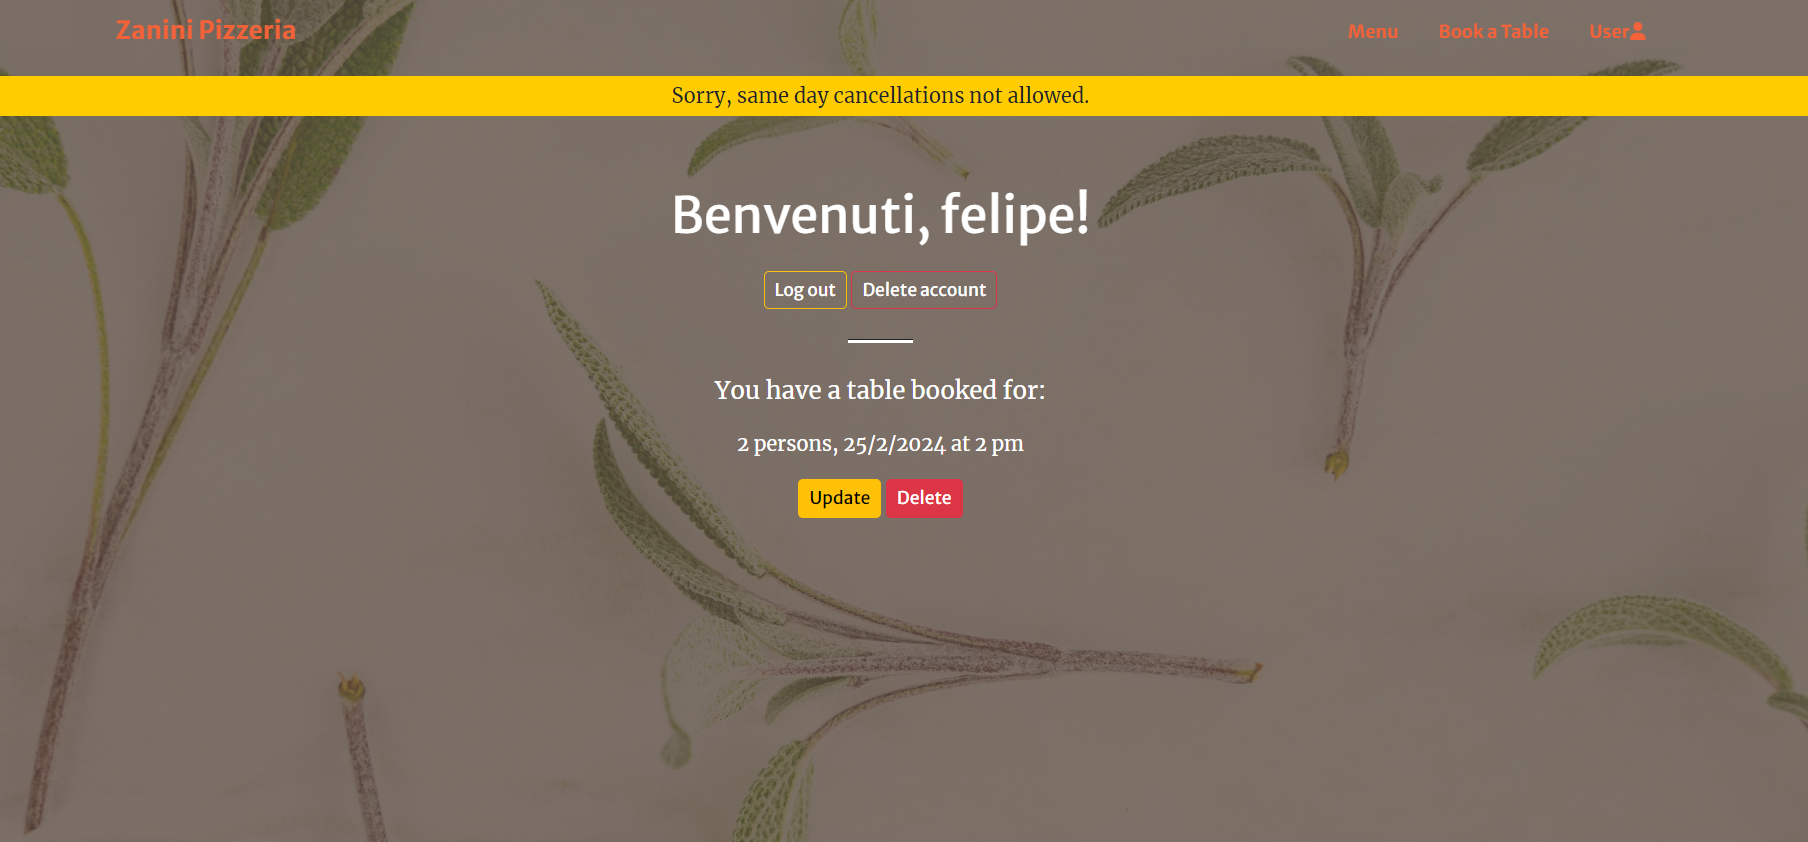 Zanini Pizzeria
Menu
Book a Table
User
Sorry, same day cancellations not allowed.
Benvenuti, felipe!
Log out
Delete account
You have a table booked for:
2 persons, 25/2/2024 at 2 pm
Update
Delete